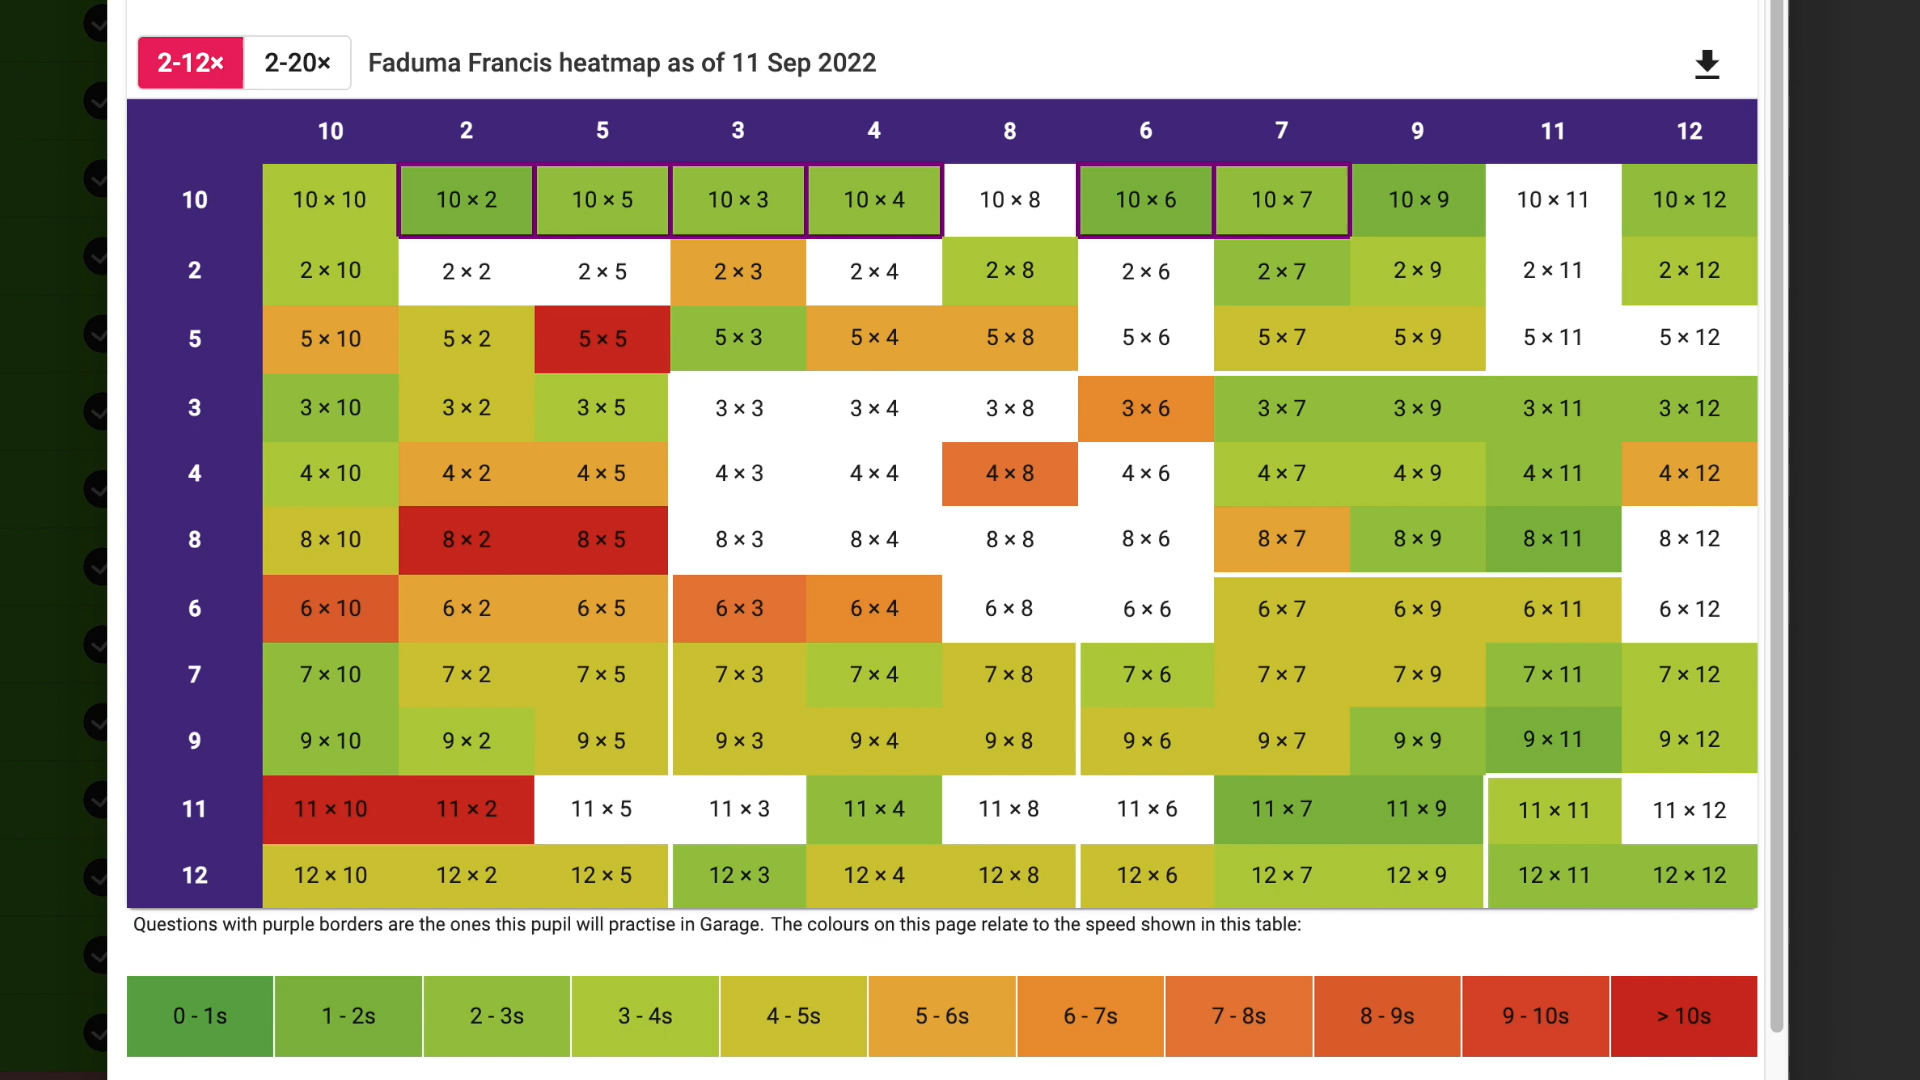 2-12× 2-20× Faduma Francis heatmap as of 11 Sep 2022
10 2 5 3 4 8 6 7 9 11 12
10 10 × 10 10 × 2 10 × 5 10 × 3 10 × 4 10 × 8 10 × 6 10 × 7 10 × 9 10 × 11 10 × 12
2 2 × 10 2 × 2 2 × 5 2 × 3 2 × 4 2 × 8 2 × 6 2 × 7 2 × 9 2 × 11 2 × 12
5 5 × 10 5 × 2 5 × 5 5 × 3 5 × 4 5 × 8 5 × 6 5 × 7 5 × 9 5 × 11 5 × 12
3 3 × 10 3 × 2 3 × 5 3 × 3 3 × 4 3 × 8 3 × 6 3 × 7 3 × 9 3 × 11 3 × 12
4 4 × 10 4 × 2 4 × 5 4 × 3 4 × 4 4 × 8 4 × 6 4 × 7 4 × 9 4 × 11 4 × 12
8 8 × 10 8 × 2 8 × 5 8 × 3 8 × 4 8 × 8 8 × 6 8 × 7 8 × 9 8 × 11 8 × 12
6 6 × 10 6 × 2 6 × 5 6 × 3 6 × 4 6 × 8 6 × 6 6 × 7 6 × 9 6 × 11 6 × 12
7 7 × 10 7 × 2 7 × 5 7 × 3 7 × 4 7 × 8 7 × 6 7 × 7 7 × 9 7 × 11 7 × 12
9 9 × 10 9 × 2 9 × 5 9 × 3 9 × 4 9 × 8 9 × 6 9 × 7 9 × 9 9 × 11 9 × 12
11 11 × 10 11 × 2 11 × 5 11 × 3 11 × 4 11 × 8 11 × 6 11 × 7 11 × 9 11 × 11 11 × 12
12 12 × 10 12 × 2 12 × 5 12 × 3 12 × 4 12 × 8 12 × 6 12 × 7 12 × 9 12 × 11 12 × 12
Questions with purple borders are the ones this pupil will practise in Garage. The colours on this page relate to the speed shown in this table:
0 - 1s 1 - 2s 2 - 3s 3 - 4s 4 - 5s 5 - 6s 6 - 7s 7 - 8s 8 - 9s 9 - 10s > 10s